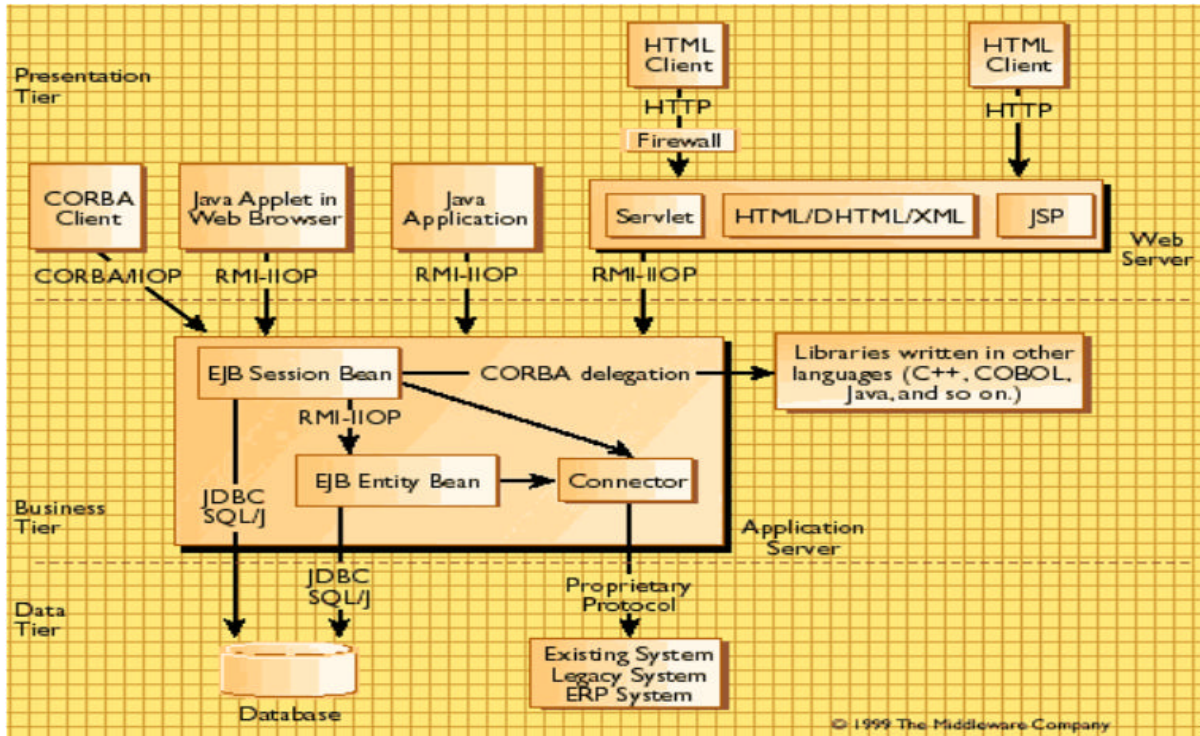 HTML
Client
HTML
Client
Presentation
Tier
HTTP
HTTP
Firewall
CORBA
Client
Java Applet in
Web Browser
Java
Application
Servlet
HTML/DHTML/XML
JSP
Web
Server
CORBA/IIOP
RMI-IIOP
RMI-IIOP
RMI-IIOP
EJB Session Bean
CORBA delegation
Libraries written in other
languages (C++, COBOL,
Java, and so on.)
RMI-IIOP
EJB Entity Bean
Connector
JDBC
SQL/J
Business
Tier
Application
Server
JDBC
SQL/J
Proprietary
Protocol
Data
Tier
Existing System
Legacy System
ERP System
Database
© 1999 The Middleware Company